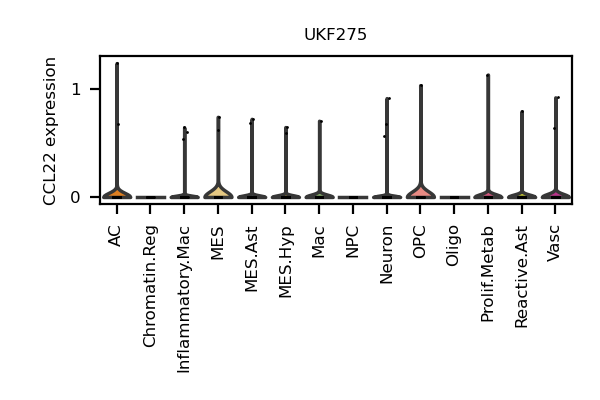 UKF275
CCL22 expression
1
0
AC
Chromatin.Reg
Inflammatory.Mac
MES
MES.Ast
MES.Hyp
Mac
NPC
Neuron
OPC
Oligo
Prolif.Metab
Reactive.Ast
Vasc